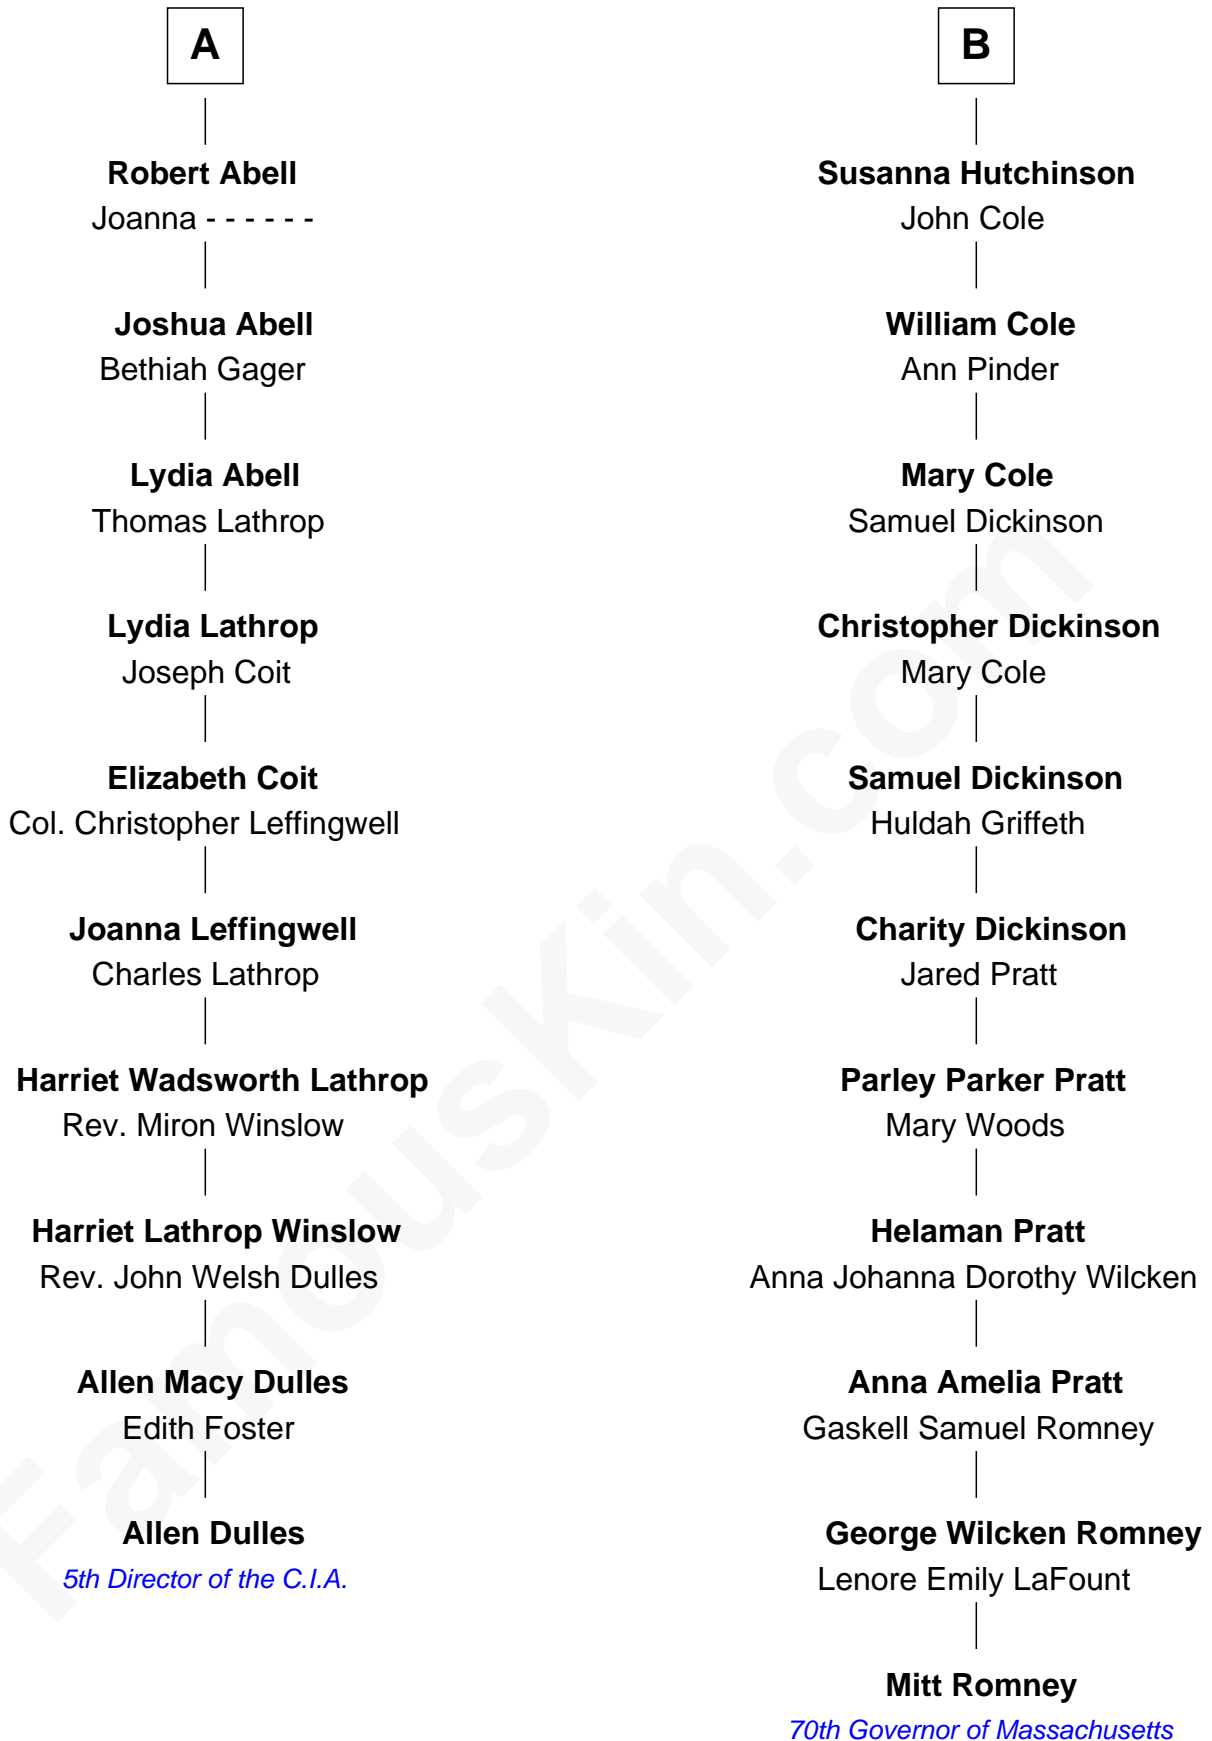 A
Robert Abell
Joanna - - - - - -
Joshua Abell
Bethiah Gager
Lydia Abell
Thomas Lathrop
Lydia Lathrop
Joseph Coit
Elizabeth Coit
Col. Christopher Leffingwell
Joanna Leffingwell
Charles Lathrop
Harriet Wadsworth Lathrop
Rev. Miron Winslow
Harriet Lathrop Winslow
Rev. John Welsh Dulles
Allen Macy Dulles
Edith Foster
Allen Dulles
5th Director of the C.I.A.
B
Susanna Hutchinson
John Cole
William Cole
Ann Pinder
Mary Cole
Samuel Dickinson
Christopher Dickinson
Mary Cole
Samuel Dickinson
Huldah Griffeth
Charity Dickinson
Jared Pratt
Parley Parker Pratt
Mary Woods
Helaman Pratt
Anna Johanna Dorothy Wilcken
Anna Amelia Pratt
Gaskell Samuel Romney
George Wilcken Romney
Lenore Emily LaFount
Mitt Romney
70th Governor of Massachusetts
FamousKin.com